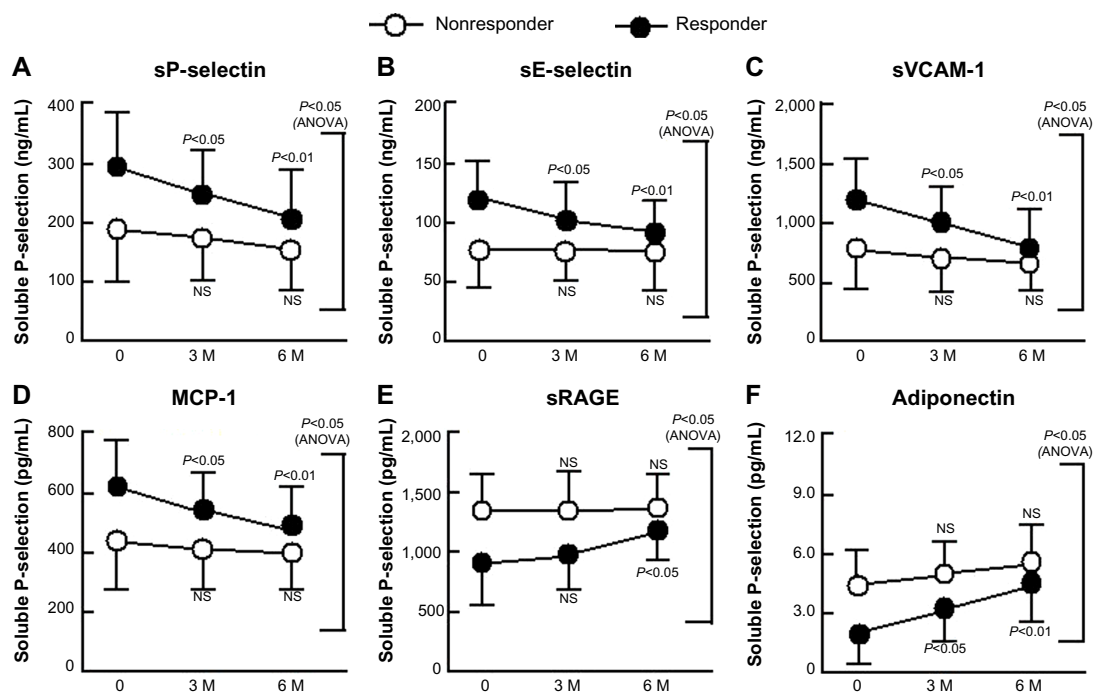 Nonresponder Responder
A sP-selectin
Soluble P-selection (ng/mL)
400
300
200
100
0
P<0.05
P<0.01
P<0.05
(ANOVA)
NS
NS
0 3 M 6 M
B sE-selectin
Soluble P-selection (ng/mL)
200
150
100
50
0
P<0.05
P<0.01
P<0.05
(ANOVA)
NS
NS
0 3 M 6 M
C sVCAM-1
Soluble P-selection (ng/mL)
2,000
1,500
1,000
500
0
P<0.05
P<0.01
P<0.05
(ANOVA)
NS
NS
0 3 M 6 M
D MCP-1
Soluble P-selection (pg/mL)
800
600
400
200
0
P<0.05
P<0.01
P<0.05
(ANOVA)
NS
NS
0 3 M 6 M
E sRAGE
Soluble P-selection (pg/mL)
2,000
1,500
1,000
500
0
NS
NS
P<0.05
(ANOVA)
NS
P<0.05
0 3 M 6 M
F Adiponectin
Soluble P-selection (pg/mL)
12.0
9.0
6.0
3.0
0
NS
NS
P<0.05
(ANOVA)
P<0.05
P<0.01
0 3 M 6 M